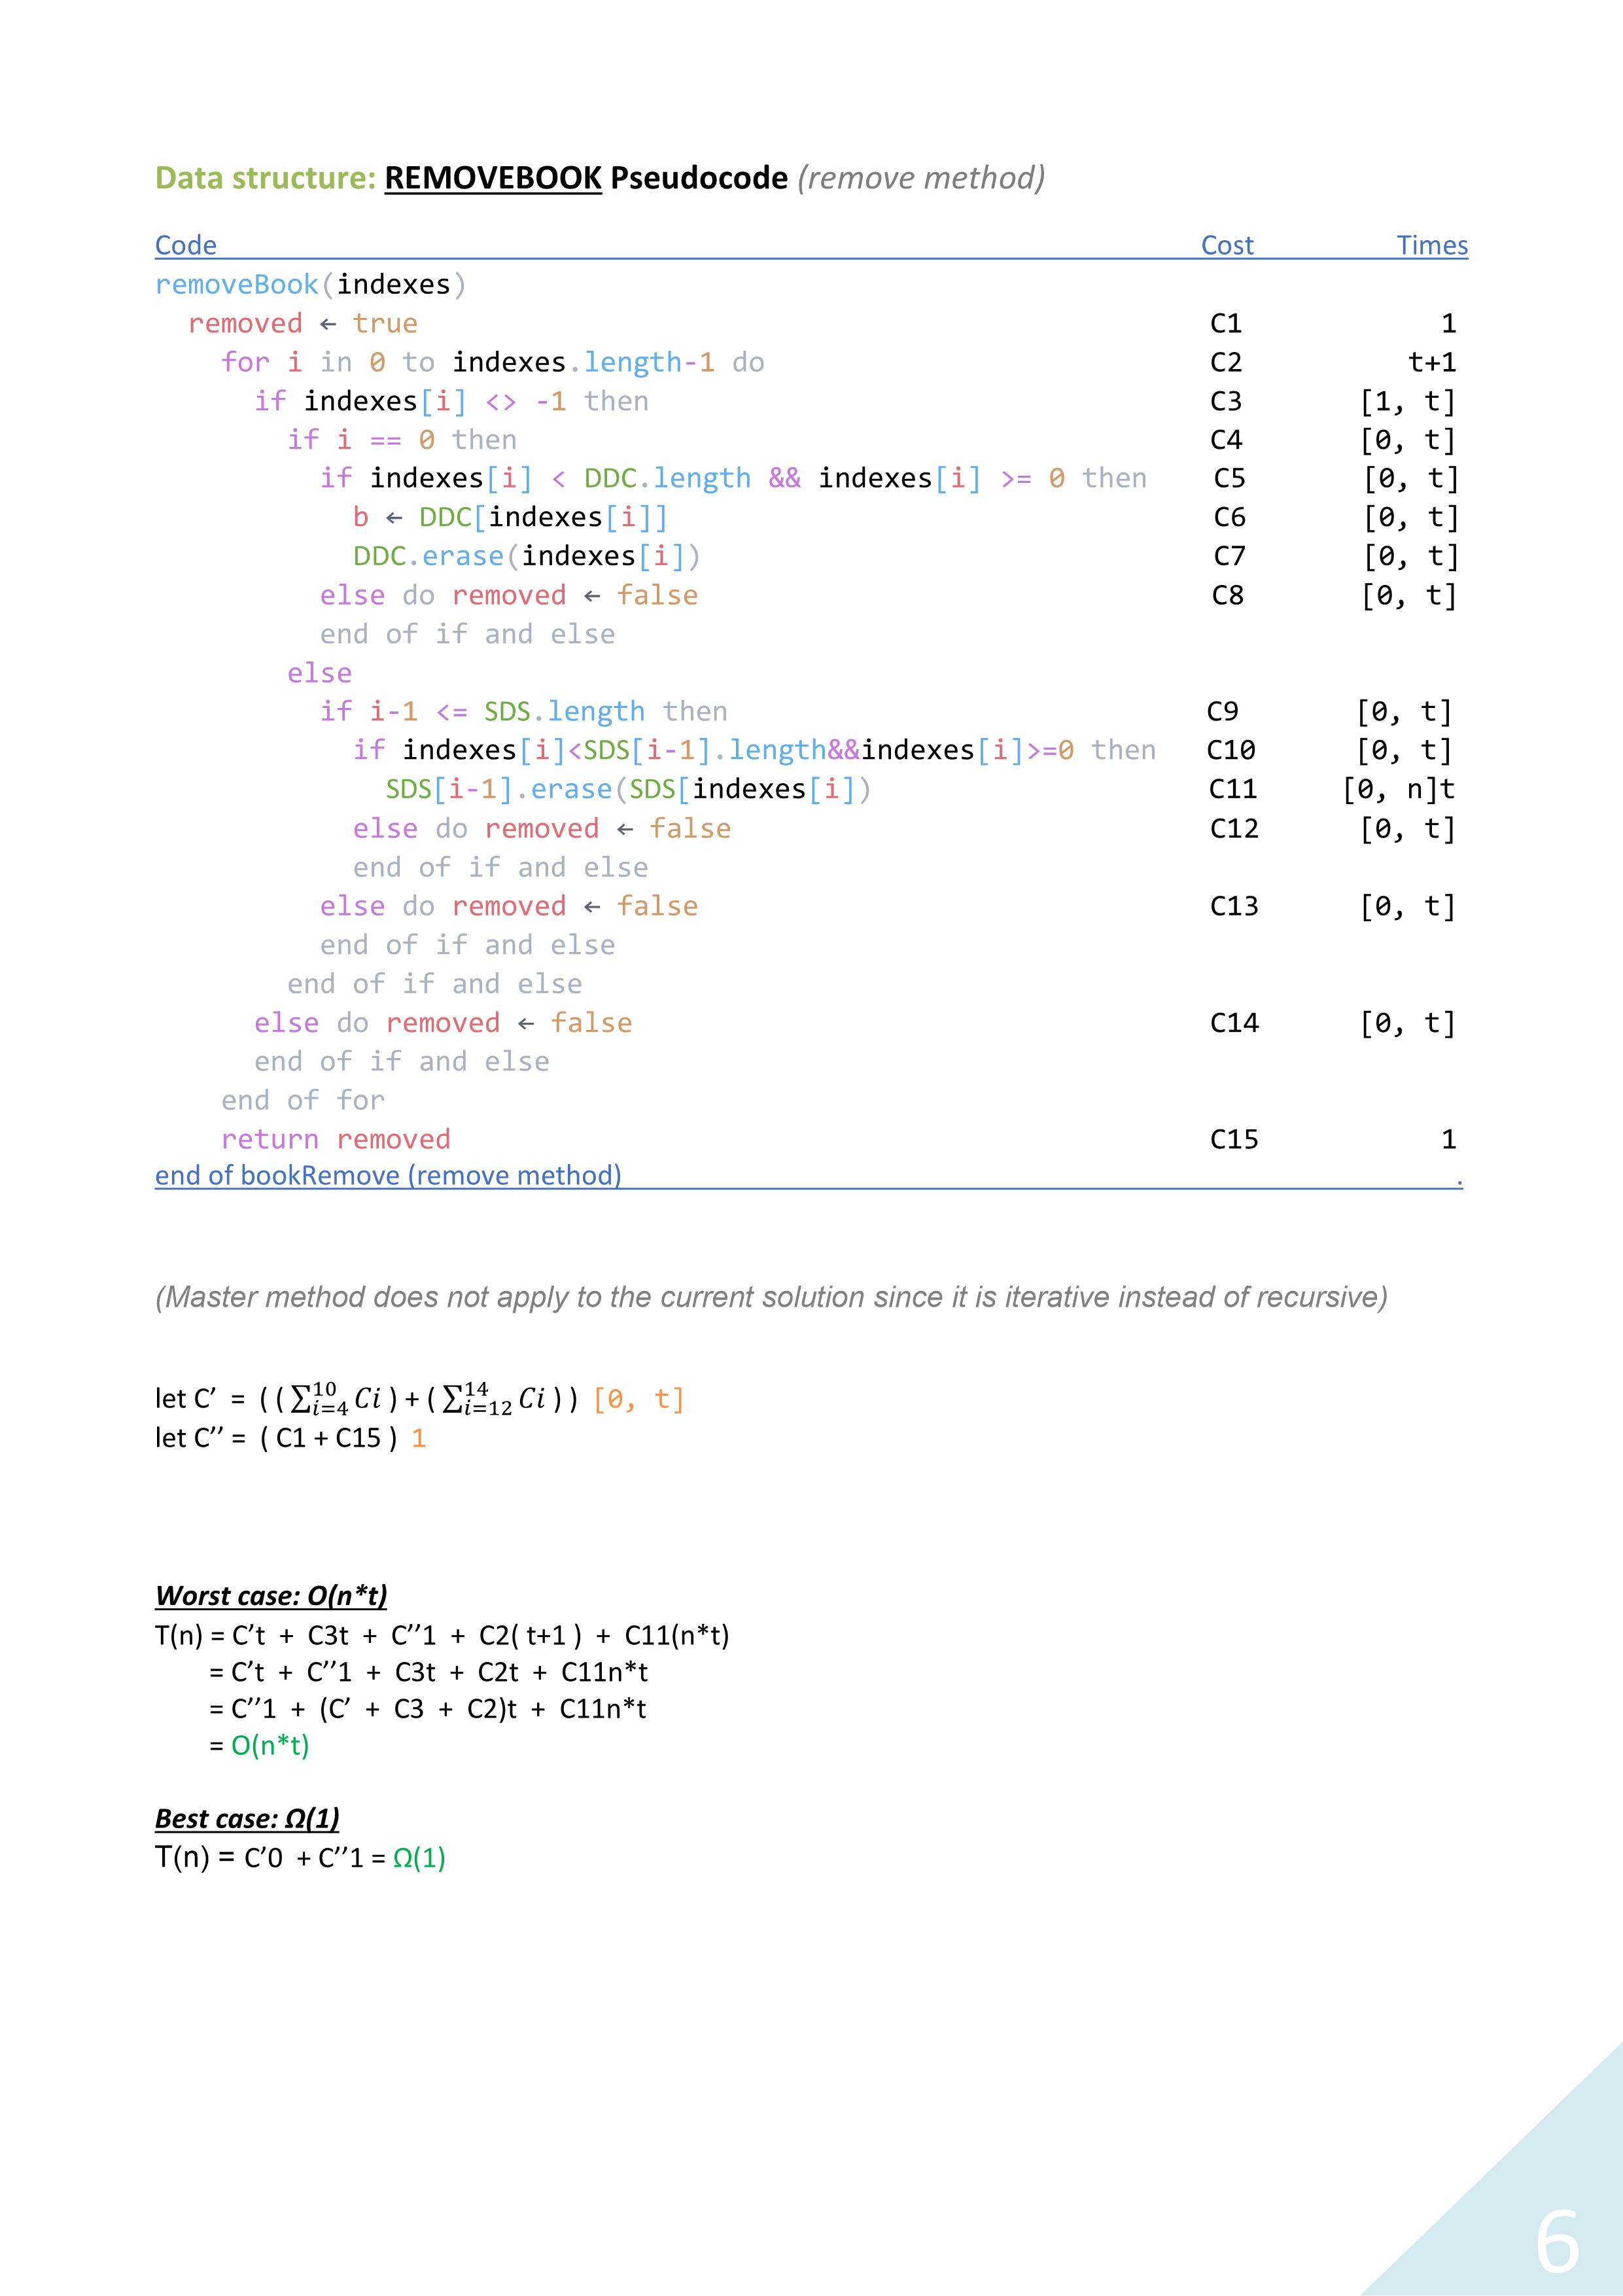 Data structure: REMOVEBOOK Pseudocode (remove method)
Code Cost Times
removeBook(indexes)
removed ← true C1 1
for i in 0 to indexes.length-1 do C2 t+1
if indexes[i] <> -1 then C3 [1, t]
if i == 0 then C4 [0, t]
if indexes[i] < DDC.length && indexes[i] >= 0 then C5 [0, t]
b ← DDC[indexes[i]] C6 [0, t]
DDC.erase(indexes[i]) C7 [0, t]
else do removed ← false C8 [0, t]
end of if and else
else
if i-1 <= SDS.length then C9 [0, t]
if indexes[i]<SDS[i-1].length&&indexes[i]>=0 then C10 [0, t]
SDS[i-1].erase(SDS[indexes[i]) C11 [0, n]t
else do removed ← false C12 [0, t]
end of if and else
else do removed ← false C13 [0, t]
end of if and else
end of if and else
else do removed ← false C14 [0, t]
end of if and else
end of for
return removed C15 1
end of bookRemove (remove method) .
(Master method does not apply to the current solution since it is iterative instead of recursive)
let C’ = ( ( ∑_{i=4}^{10} Ci ) + ( ∑_{i=12}^{14} Ci ) ) [0, t]
let C’’ = ( C1 + C15 ) 1
Worst case: O(n*t)
T(n) = C’t + C3t + C’’1 + C2( t+1 ) + C11(n*t)
= C’t + C’’1 + C3t + C2t + C11n*t
= C’’1 + (C’ + C3 + C2)t + C11n*t
= O(n*t)
Best case: Ω(1)
T(n) = C’0 + C’’1 = Ω(1)
6